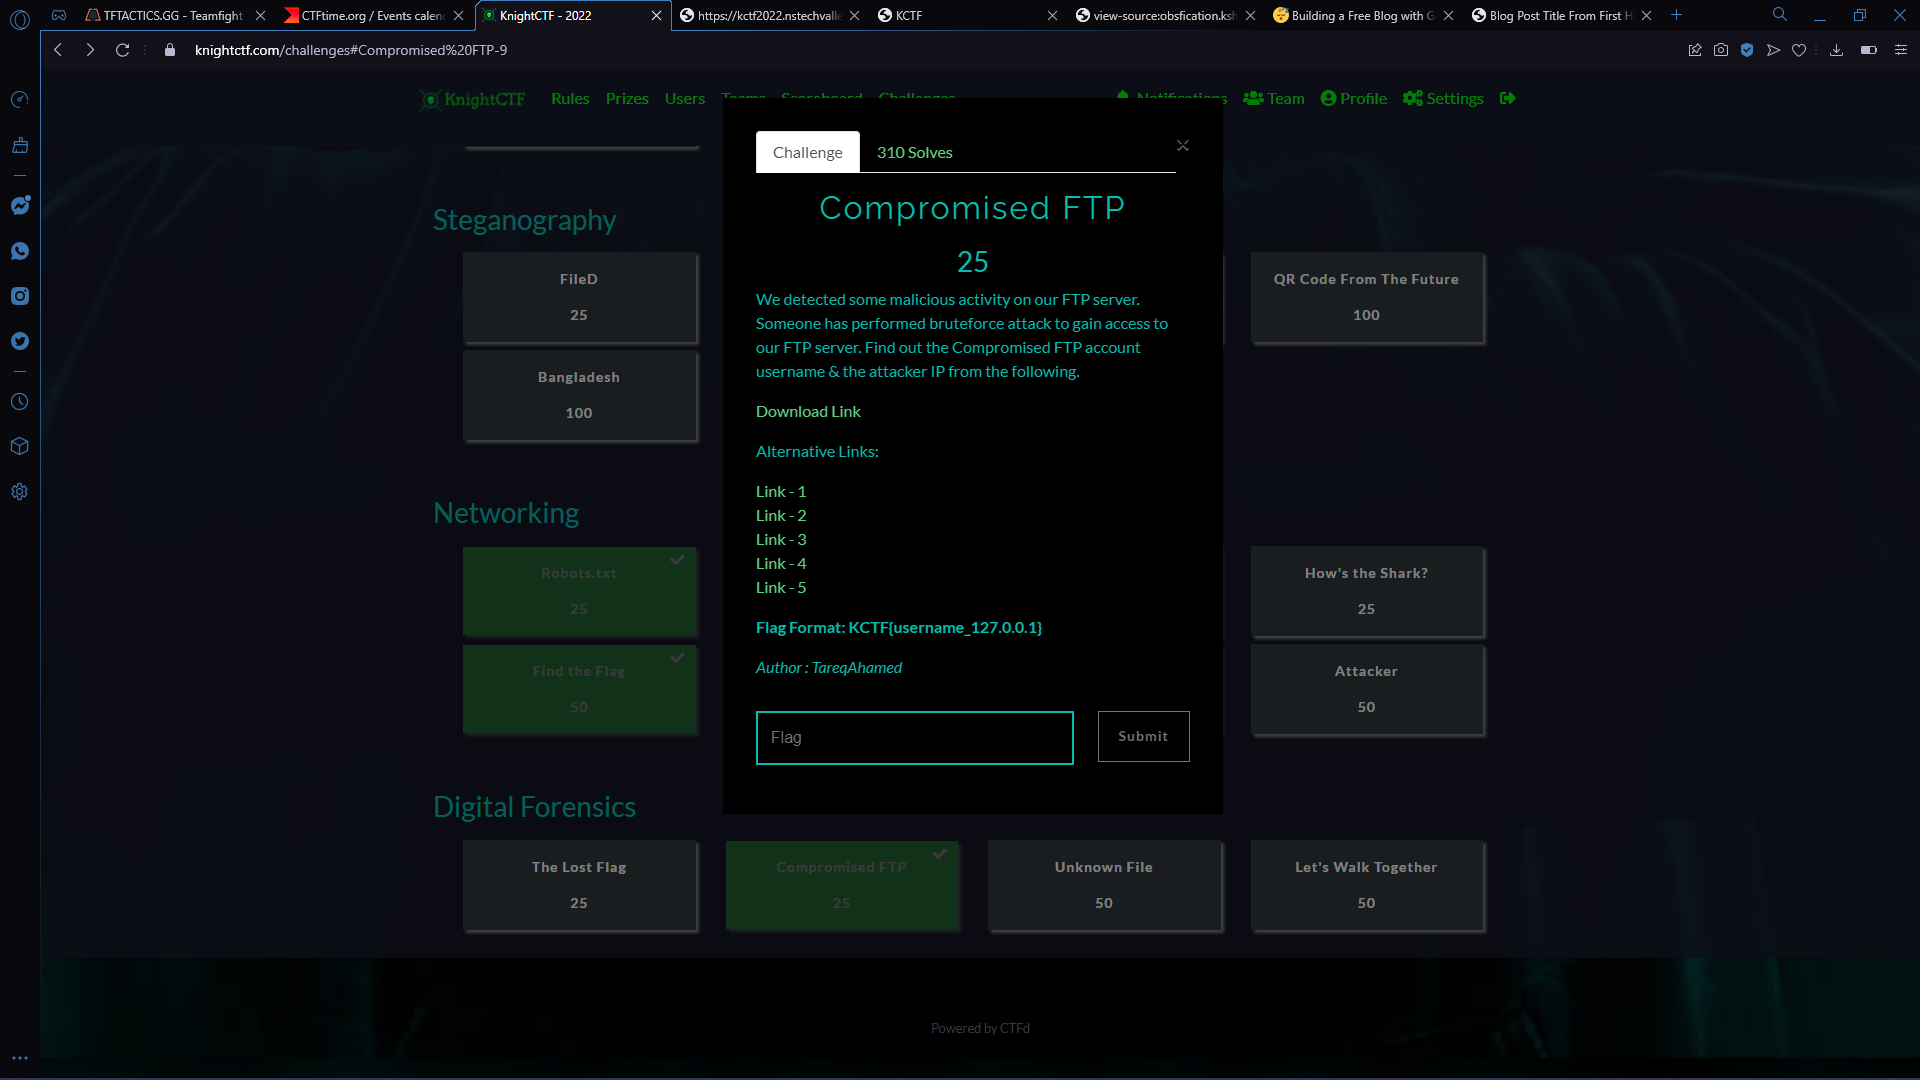 TFTACTICS.GG - Teamfight
CTFtime.org / Events calen
KnightCTF - 2022
https://kctf2022.nstechvalle
KCTF
view-source:obsfication.ksh
Building a Free Blog with G
Blog Post Title From First H
knightctf.com/challenges#Compromised%20FTP-9
KnightCTF
Rules
Prizes
Users
Teams
Scoreboard
Challenges
Notifications
Team
Profile
Settings
Challenge
310 Solves
Compromised FTP
25
We detected some malicious activity on our FTP server.
Someone has performed bruteforce attack to gain access to
our FTP server. Find out the Compromised FTP account
username & the attacker IP from the following.
Download Link
Alternative Links:
Link - 1
Link - 2
Link - 3
Link - 4
Link - 5
Flag Format: KCTF{username_127.0.0.1}
Author : TareqAhamed
Flag
Submit
Steganography
FileD
25
QR Code From The Future
100
Bangladesh
100
Networking
Robots.txt
25
How's the Shark?
25
Find the Flag
50
Attacker
50
Digital Forensics
The Lost Flag
25
Compromised FTP
25
Unknown File
50
Let's Walk Together
50
Powered by CTFd